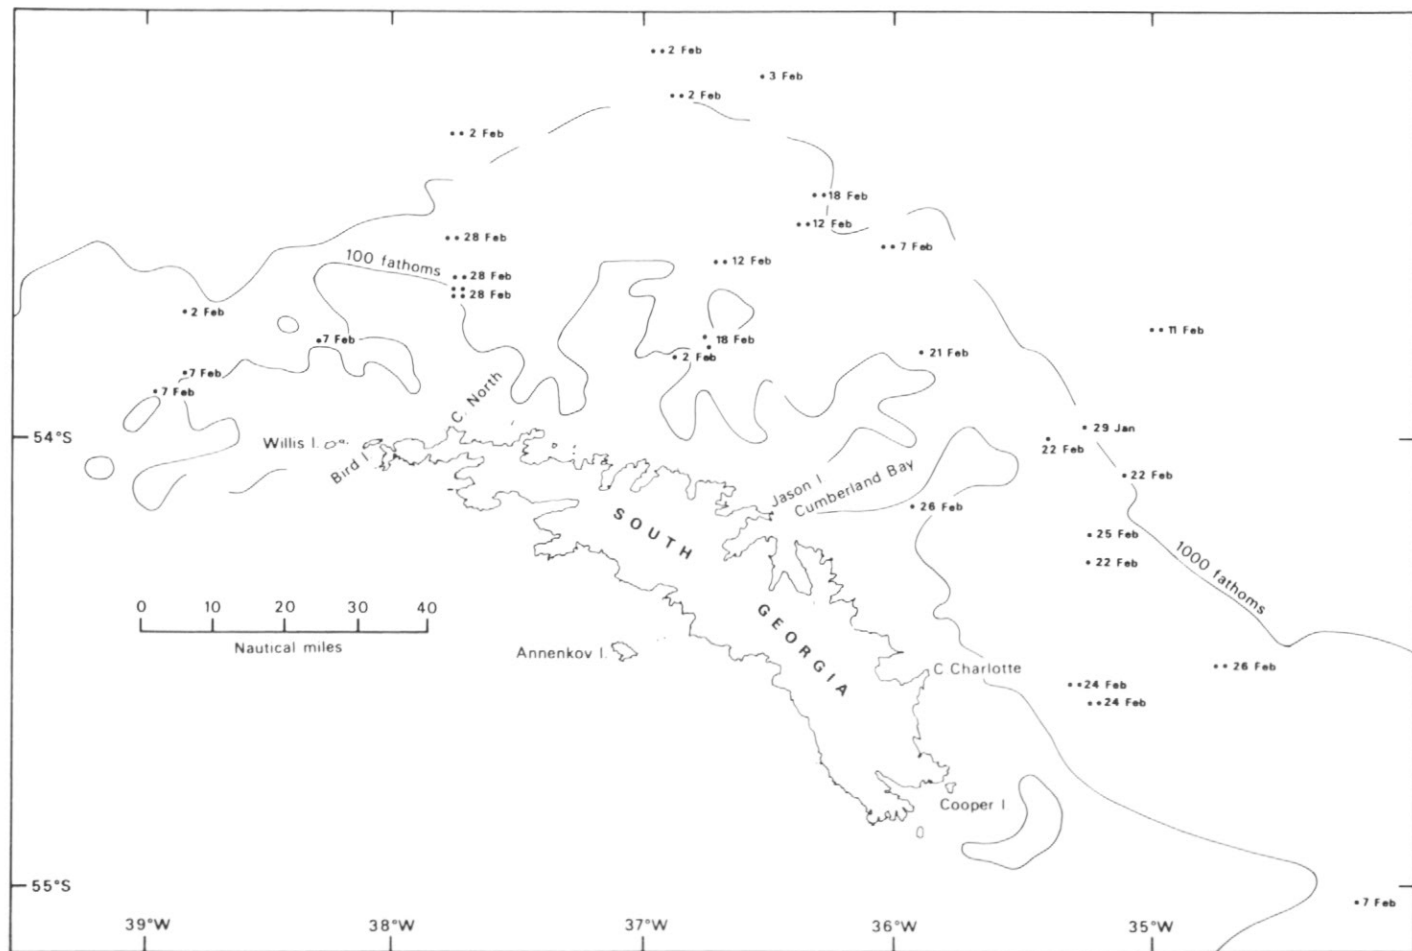 2 Feb
3 Feb
2 Feb
2 Feb
18 Feb
12 Feb
28 Feb
7 Feb
100 fathoms
12 Feb
28 Feb
28 Feb
2 Feb
11 Feb
7 Feb
18 Feb
2 Feb
21 Feb
7 Feb
7 Feb
C. North
29 Jan
54°S
Willis I.
22 Feb
Bird I.
Jason I.
Cumberland Bay
22 Feb
26 Feb
SOUTH
25 Feb
22 Feb
1000 fathoms
0 10 20 30 40
Nautical miles
GEORGIA
Annenkov I.
C Charlotte
26 Feb
24 Feb
24 Feb
Cooper I
55°S
7 Feb
39°W 38°W 37°W 36°W 35°W